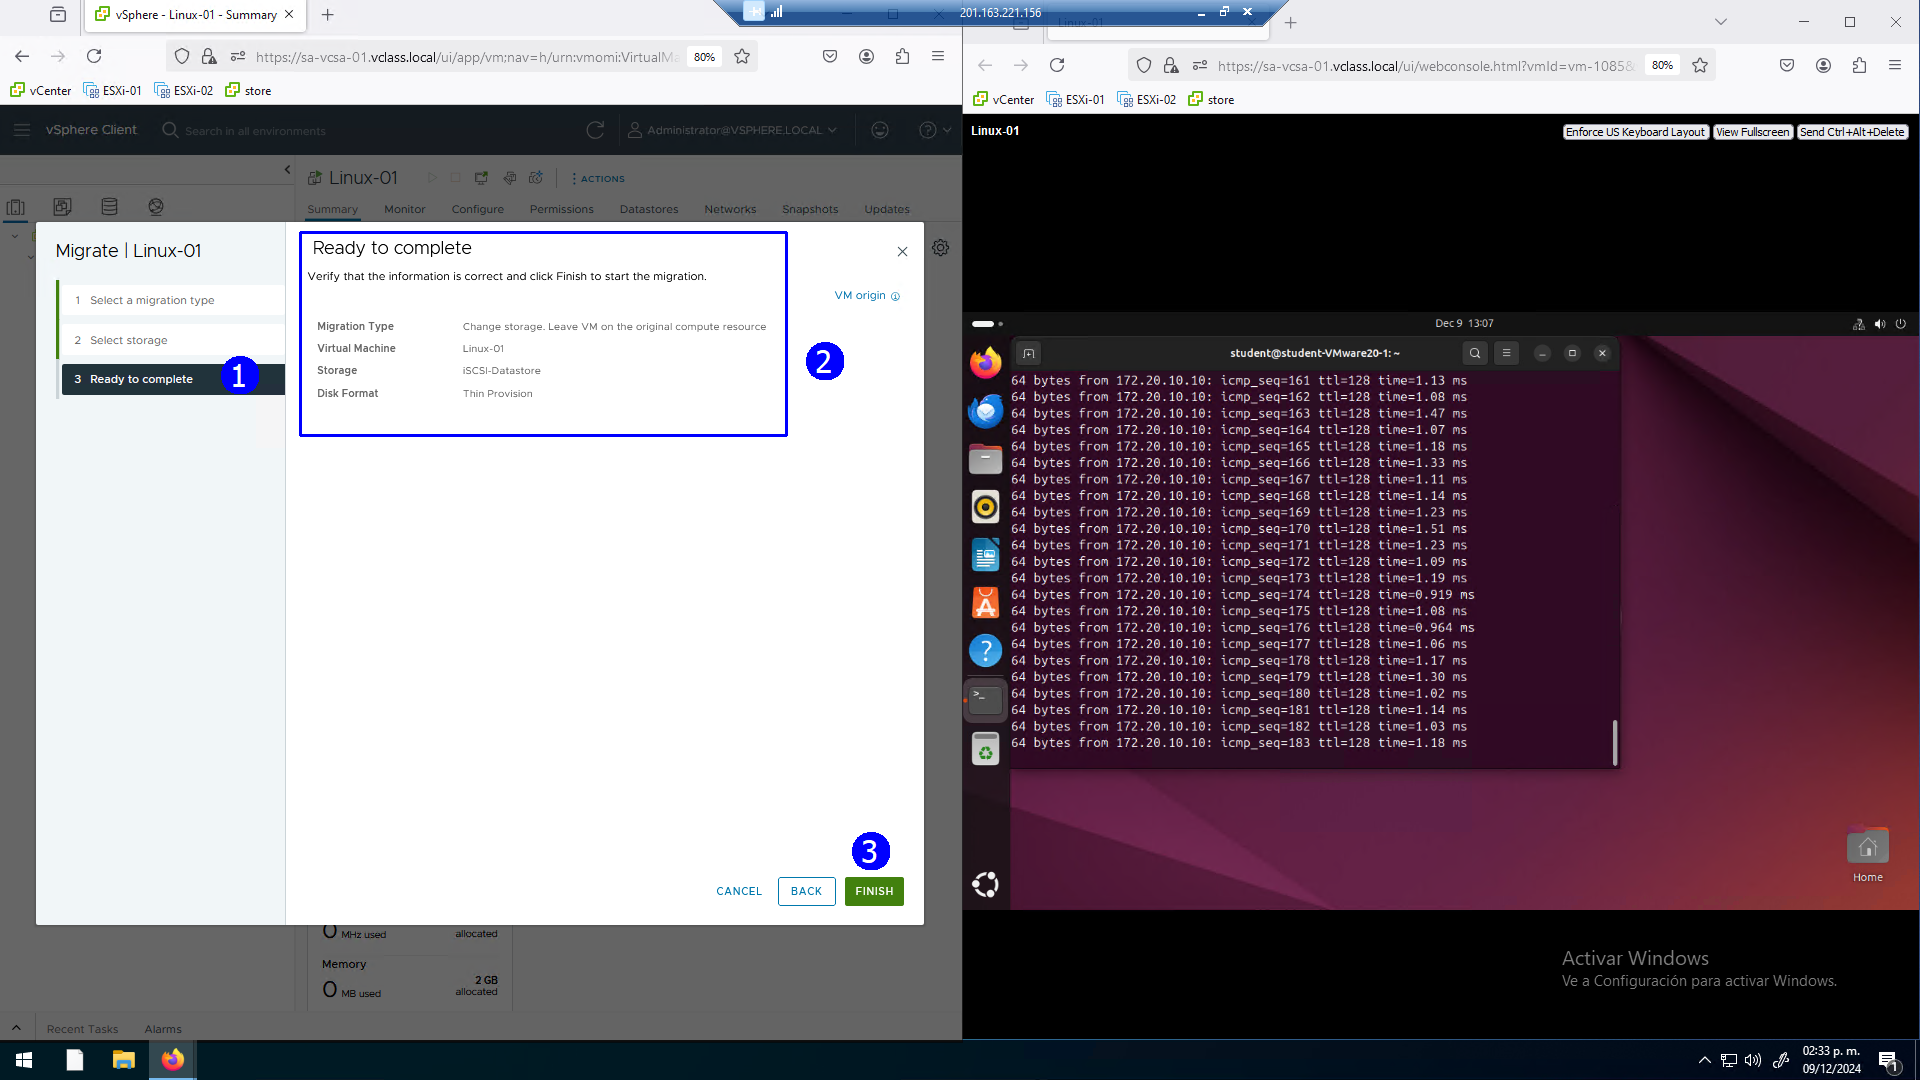 vSphere - Linux-01 - Summary
201.163.221.156
https://sa-vcsa-01.vclass.local/ui/app/vm;nav=h/urn:vmomi:VirtualMa
80%
vCenter
ESXi-01
ESXi-02
store
vSphere Client
Search in all environments
Administrator@VSPHERE.LOCAL
Linux-01
ACTIONS
Summary
Monitor
Configure
Permissions
Datastores
Networks
Snapshots
Updates
Migrate | Linux-01
1 Select a migration type
2 Select storage
3 Ready to complete
1
Ready to complete
Verify that the information is correct and click Finish to start the migration.
VM origin
Migration Type Change storage. Leave VM on the original compute resource
Virtual Machine Linux-01
Storage iSCSI-Datastore
Disk Format Thin Provision
2
3
CANCEL
BACK
FINISH
0 MHz used
allocated
Memory
0 MB used
2 GB
allocated
Recent Tasks
Alarms
Linux-01
https://sa-vcsa-01.vclass.local/ui/webconsole.html?vmId=vm-1085&
80%
vCenter
ESXi-01
ESXi-02
store
Linux-01
Enforce US Keyboard Layout
View Fullscreen
Send Ctrl+Alt+Delete
Dec 9 13:07
student@student-VMware20-1: ~
64 bytes from 172.20.10.10: icmp_seq=161 ttl=128 time=1.13 ms
64 bytes from 172.20.10.10: icmp_seq=162 ttl=128 time=1.08 ms
64 bytes from 172.20.10.10: icmp_seq=163 ttl=128 time=1.47 ms
64 bytes from 172.20.10.10: icmp_seq=164 ttl=128 time=1.07 ms
64 bytes from 172.20.10.10: icmp_seq=165 ttl=128 time=1.18 ms
64 bytes from 172.20.10.10: icmp_seq=166 ttl=128 time=1.33 ms
64 bytes from 172.20.10.10: icmp_seq=167 ttl=128 time=1.11 ms
64 bytes from 172.20.10.10: icmp_seq=168 ttl=128 time=1.14 ms
64 bytes from 172.20.10.10: icmp_seq=169 ttl=128 time=1.23 ms
64 bytes from 172.20.10.10: icmp_seq=170 ttl=128 time=1.51 ms
64 bytes from 172.20.10.10: icmp_seq=171 ttl=128 time=1.23 ms
64 bytes from 172.20.10.10: icmp_seq=172 ttl=128 time=1.09 ms
64 bytes from 172.20.10.10: icmp_seq=173 ttl=128 time=1.19 ms
64 bytes from 172.20.10.10: icmp_seq=174 ttl=128 time=0.919 ms
64 bytes from 172.20.10.10: icmp_seq=175 ttl=128 time=1.08 ms
64 bytes from 172.20.10.10: icmp_seq=176 ttl=128 time=0.964 ms
64 bytes from 172.20.10.10: icmp_seq=177 ttl=128 time=1.06 ms
64 bytes from 172.20.10.10: icmp_seq=178 ttl=128 time=1.17 ms
64 bytes from 172.20.10.10: icmp_seq=179 ttl=128 time=1.30 ms
64 bytes from 172.20.10.10: icmp_seq=180 ttl=128 time=1.02 ms
64 bytes from 172.20.10.10: icmp_seq=181 ttl=128 time=1.14 ms
64 bytes from 172.20.10.10: icmp_seq=182 ttl=128 time=1.03 ms
64 bytes from 172.20.10.10: icmp_seq=183 ttl=128 time=1.18 ms
Home
Activar Windows
Ve a Configuración para activar Windows.
02:33 p. m.
09/12/2024
1